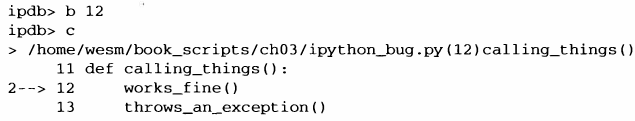 ipdb> b 12
ipdb> c
> /home/wesm/book_scripts/ch03/ipython_bug.py(12)calling_things()
     11 def calling_things():
2--> 12     works_fine()
     13     throws_an_exception()